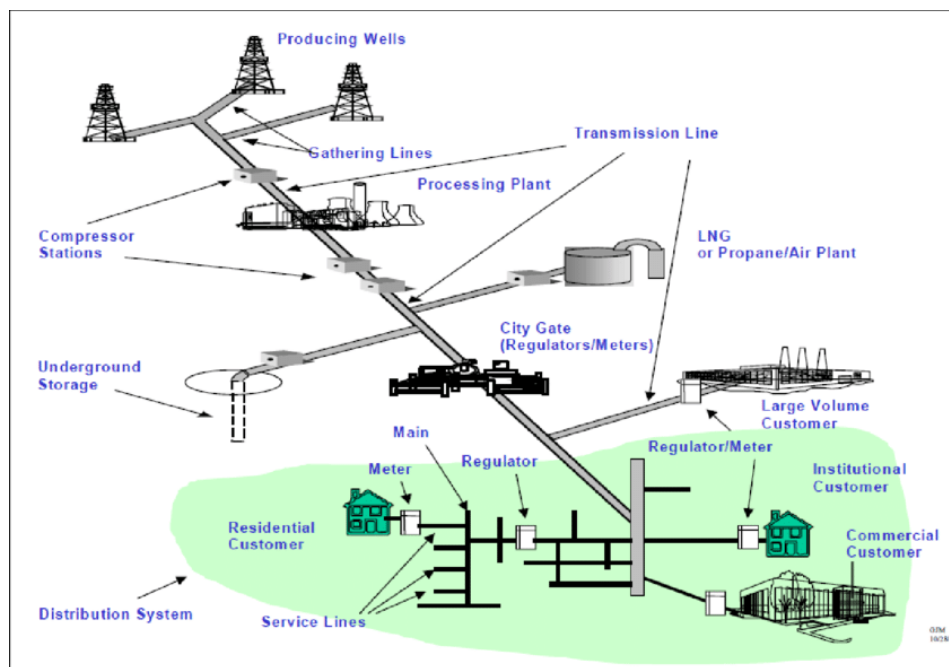 Producing Wells
Gathering Lines
Transmission Line
Processing Plant
Compressor
Stations
LNG
or Propane/Air Plant
City Gate
(Regulators/Meters)
Underground
Storage
Large Volume
Customer
Main
Regulator
Regulator/Meter
Meter
Institutional
Customer
Residential
Customer
Commercial
Customer
Distribution System
Service Lines